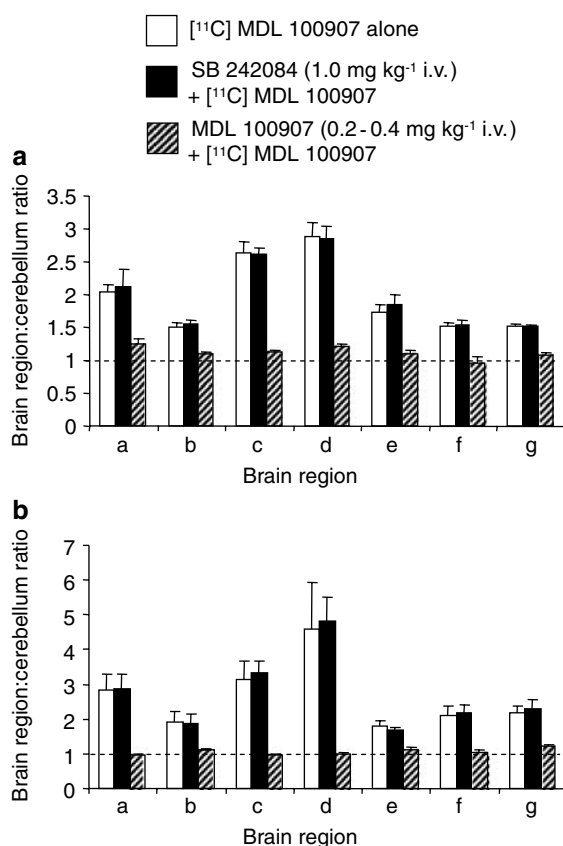 [¹¹C] MDL 100907 alone
SB 242084 (1.0 mg kg⁻¹ i.v.)
+ [¹¹C] MDL 100907
MDL 100907 (0.2 - 0.4 mg kg⁻¹ i.v.)
+ [¹¹C] MDL 100907
a
Brain region:cerebellum ratio
3.5
3
2.5
2
1.5
1
0.5
0
a b c d e f g
Brain region
b
Brain region:cerebellum ratio
7
6
5
4
3
2
1
0
a b c d e f g
Brain region